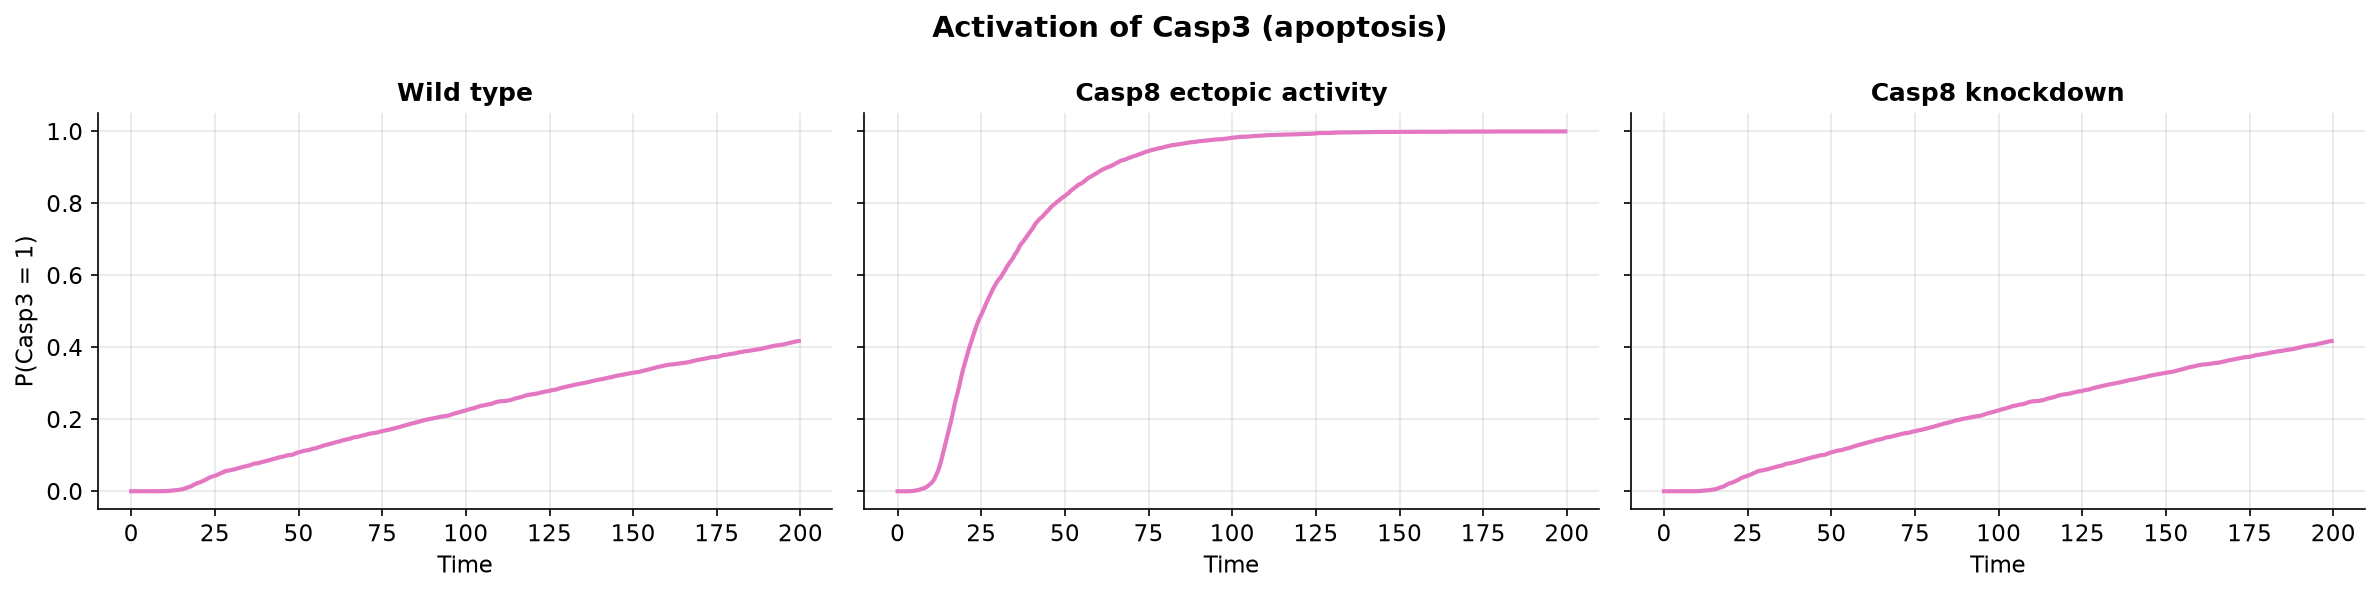 Activation of Casp3 (apoptosis)
Wild type
Casp8 ectopic activity
Casp8 knockdown
P(Casp3 = 1)
1.0
0.8
0.6
0.4
0.2
0.0
0 25 50 75 100 125 150 175 200
0 25 50 75 100 125 150 175 200
0 25 50 75 100 125 150 175 200
Time
Time
Time